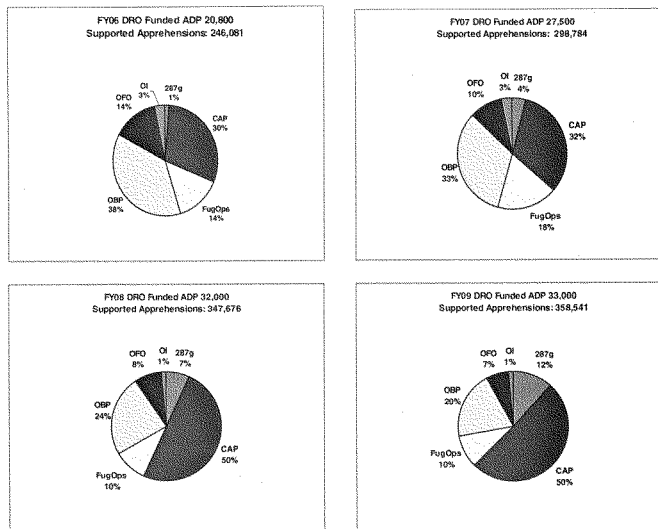 FY06 DRO Funded ADP 20,800
Supported Apprehensions: 246,081
OI
3%
287g
1%
OFO
14%
CAP
30%
OBP
38%
FugOps
14%
FY07 DRO Funded ADP 27,500
Supported Apprehensions: 298,784
OFO
10%
OI
3%
287g
4%
CAP
32%
OBP
33%
FugOps
18%
FY08 DRO Funded ADP 32,000
Supported Apprehensions: 347,676
OFO
8%
OI
1%
287g
7%
OBP
24%
CAP
50%
FugOps
10%
FY09 DRO Funded ADP 33,000
Supported Apprehensions: 358,541
OFO
7%
OI
1%
287g
12%
OBP
20%
FugOps
10%
CAP
50%